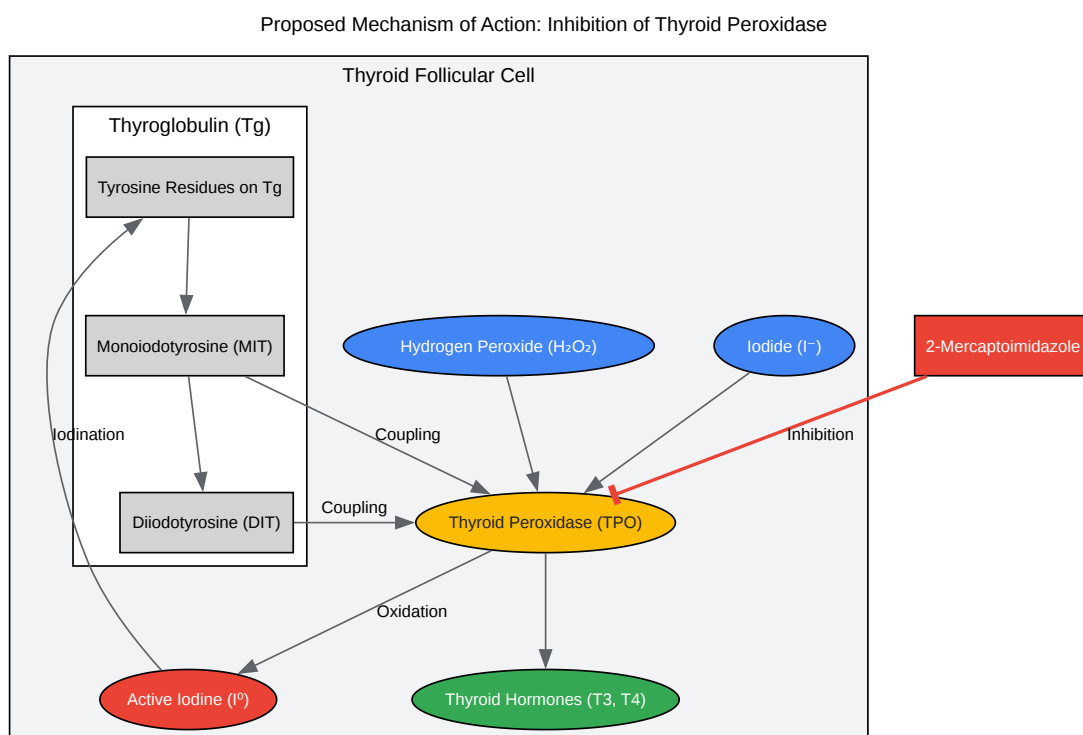 Proposed Mechanism of Action: Inhibition of Thyroid Peroxidase
Thyroid Follicular Cell
Thyroglobulin (Tg)
Tyrosine Residues on Tg
Monoiodotyrosine (MIT)
Hydrogen Peroxide (H₂O₂)
Iodide (I⁻)
2-Mercaptoimidazole
Iodination
Coupling
Inhibition
Diiodotyrosine (DIT)
Coupling
Thyroid Peroxidase (TPO)
Oxidation
Active Iodine (I⁰)
Thyroid Hormones (T3, T4)